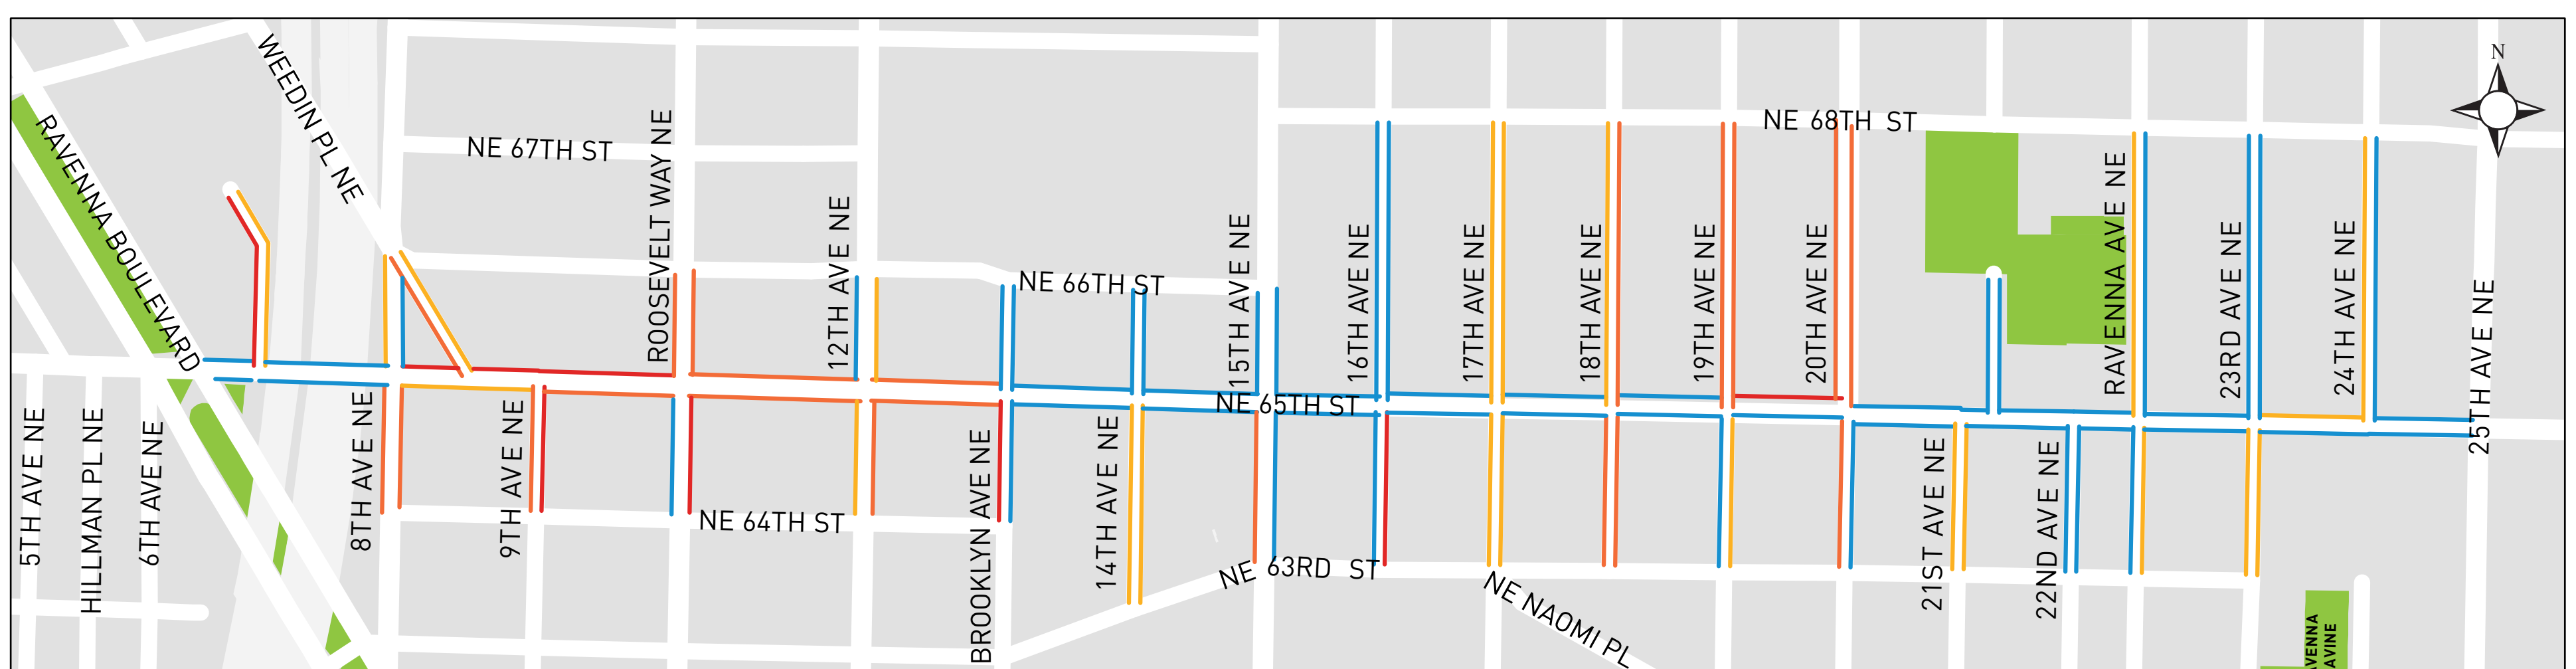 N
WEEDIN PL NE
RAVENNA BOULEVARD
NE 67TH ST
ROOSEVELT WAY NE
NE 68TH ST
12TH AVE NE
NE 66TH ST
15TH AVE NE
16TH AVE NE
17TH AVE NE
18TH AVE NE
19TH AVE NE
20TH AVE NE
RAVENNA AVE NE
23RD AVE NE
24TH AVE NE
25TH AVE NE
NE 65TH ST
5TH AVE NE
HILLMAN PL NE
6TH AVE NE
8TH AVE NE
9TH AVE NE
NE 64TH ST
BROOKLYN AVE NE
14TH AVE NE
NE 63RD ST
NE NAOMI PL
21ST AVE NE
22ND AVE NE
VENNA
AVINE